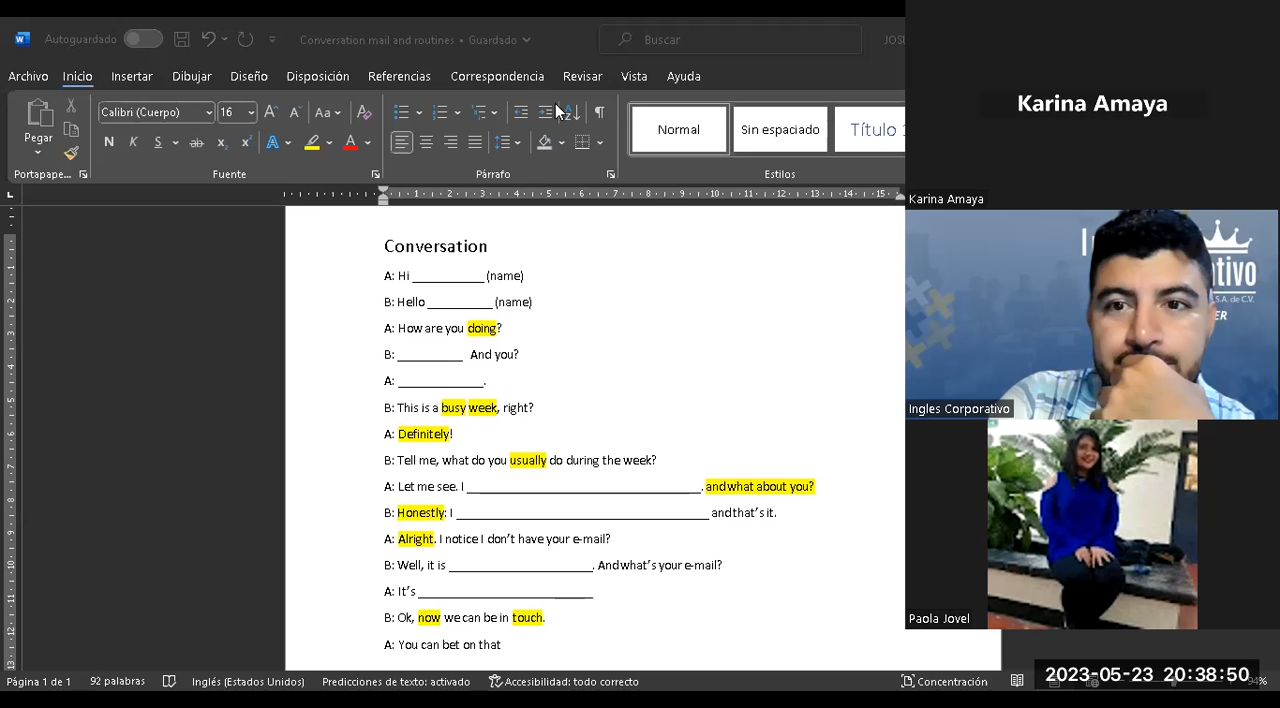 Autoguardado
Conversation mail and routines • Guardado
Buscar
Archivo Inicio Insertar Dibujar Diseño Disposición Referencias Correspondencia Revisar Vista Ayuda
Pegar
Calibri (Cuerpo) 16
Normal
Sin espaciado
Título
Portapape...
Fuente
Párrafo
Estilos
Conversation
A: Hi ___________ (name)
B: Hello __________ (name)
A: How are you doing?
B: __________ And you?
A: _____________.
B: This is a busy week, right?
A: Definitely!
B: Tell me, what do you usually do during the week?
A: Let me see. I ____________________________________. and what about you?
B: Honestly: I _______________________________________ and that's it.
A: Alright. I notice I don't have your e-mail?
B: Well, it is ______________________. And what's your e-mail?
A: It's ___________________________
B: Ok, now we can be in touch.
A: You can bet on that
Página 1 de 1 92 palabras Inglés (Estados Unidos) Predicciones de texto: activado Accesibilidad: todo correcto Concentración
Karina Amaya
Karina Amaya
S.A. de C.V.
Ingles Corporativo
Paola Jovel
2023-05-23 20:38:50